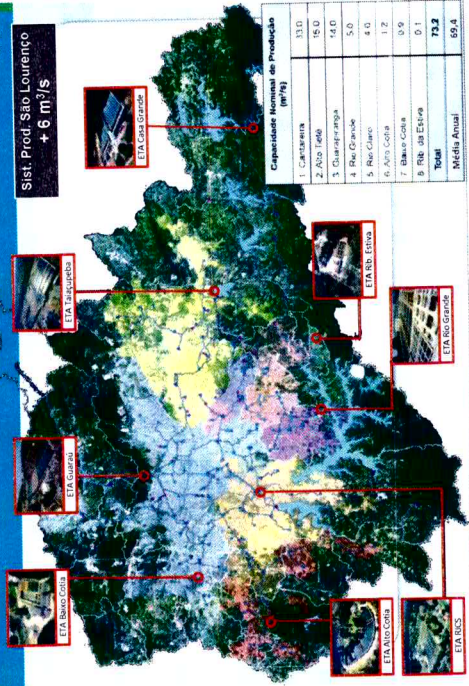 Sist. Prod. São Lourenço
+ 6 m³/s
ETA Baixo Cotia
ETA Guaraú
ETA Taiaçupeba
ETA Casa Grande
ETA Alto Cotia
ETA RJCS
ETA Rio Grande
ETA Rib. Estiva
Capacidade Nominal de Produção
(m³/s)
1. Cantareira 33,0
2. Alto Tietê 15,0
3. Guarapiranga 14,0
4. Rio Grande 5,0
5. Rio Claro 4,0
6. Alto Cotia 1,2
7. Baixo Cotia 0,9
8. Rib. da Estiva 0,1
Total 73,2
Média Anual 69,4